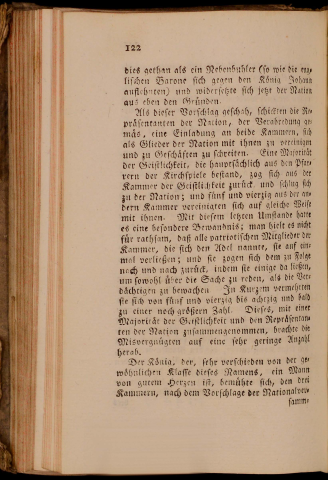 122
dies gethan als ein Nebenbuhler (so wie die eng-
lischen Barone sich gegen den König Johann
auflehnten) und widersetzte sich jetzt der Nation
aus eben den Gründen.
Als dieser Vorschlag geschah, schickten die Re-
präsentanten der Nation, der Verabredung ge-
mäs, eine Einladung an beide Kammern, sich
als Glieder der Nation mit ihnen zu vereinigen
und zu Geschäften zu schreiten. Eine Majorität
der Geistlichkeit, die hauptsächlich aus den Pfar-
rern der Kirchspiele bestand, zog sich aus der
Kammer der Geistlichkeit zurück und schlug sich
zu der Nation; und fünf und vierzig aus der an-
dern Kammer vereinigten sich auf gleiche Weise
mit ihnen. Mit diesem letzten Umstande hatte
es eine besondere Bewandnis; man hielt es nicht
für rathsam, daß alle patriotischen Mitglieder der
Kammer, die sich den Adel nannte, sie auf ein-
mal verließen; und sie zogen sich dem zu Folge
nach und nach zurück, indem sie einige da ließen,
um sowohl über die Sache zu reden, als die Ver-
dächtigen zu bewachen. In Kurzem vermehrten
sie sich von fünf und vierzig bis achtzig und bald
zu einer noch größern Zahl. Dieses, mit einer
Majorität der Geistlichkeit und den Repräsentan-
ten der Nation zusammengenommen, brachte die
Misvergnügten auf eine sehr geringe Anzahl
herab.
Der König, der, sehr verschieden von der ge-
wöhnlichen Klasse dieses Namens, ein Mann
von gutem Herzen ist, bemühte sich, den drei
Kammern, nach dem Vorschlage der Nationalver-
samm-